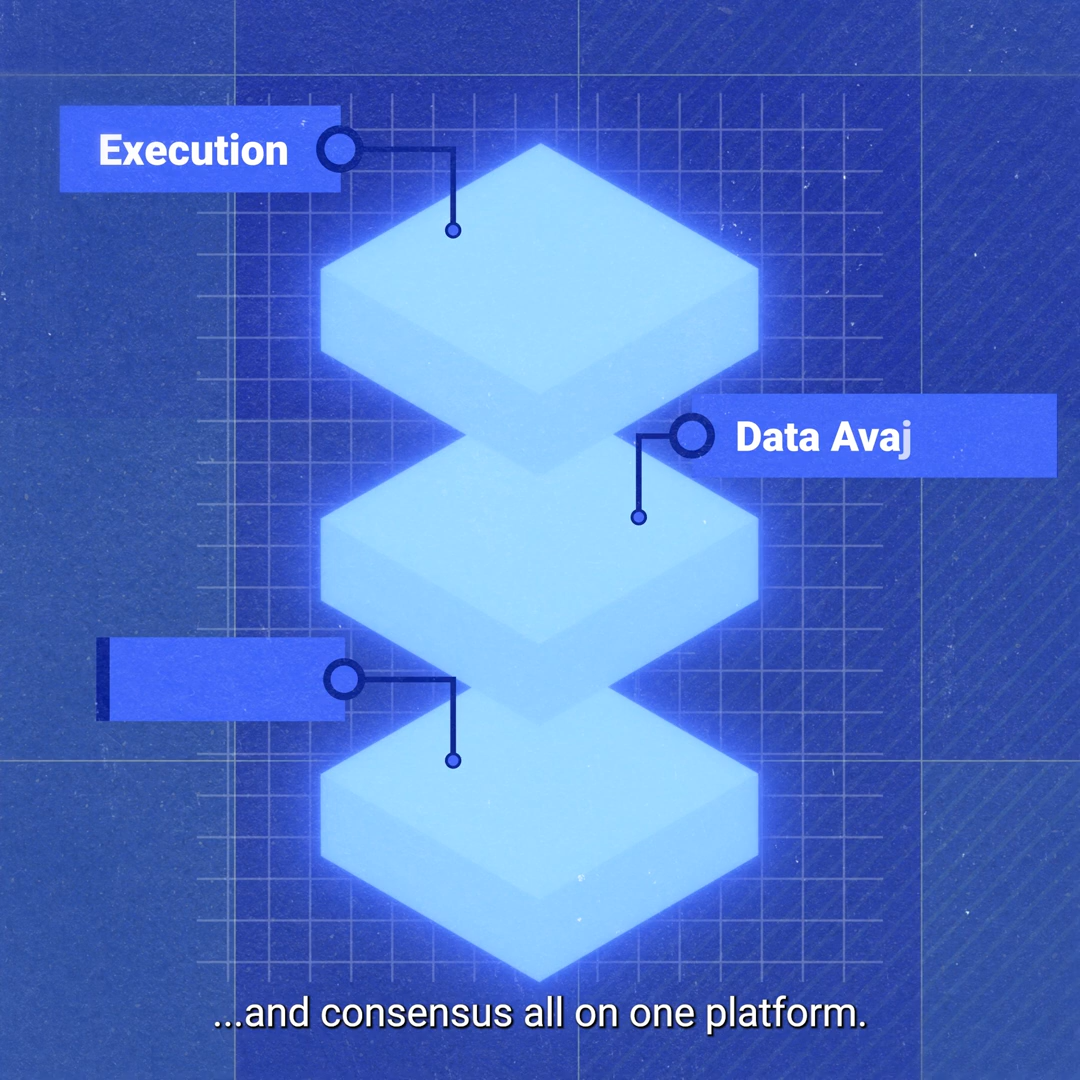 Execution
Data Avaj
...and consensus all on one platform.